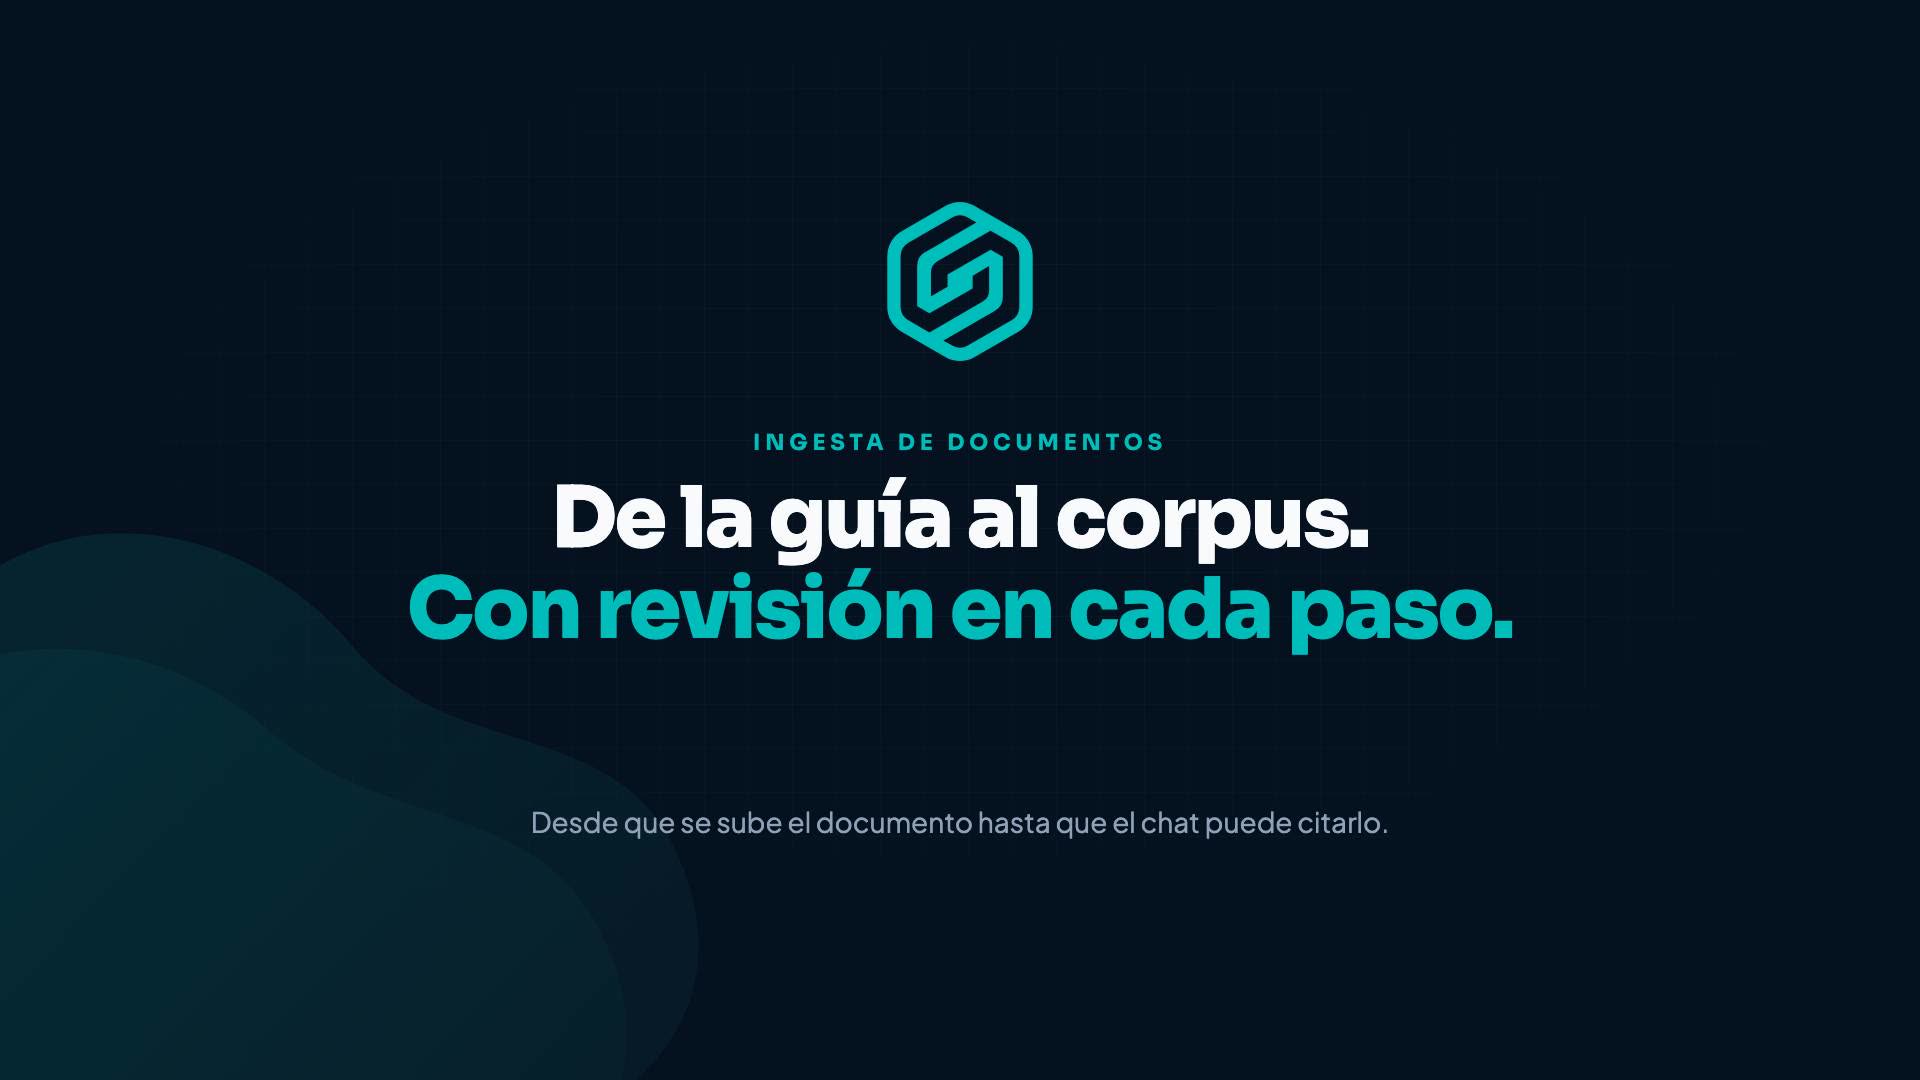 INGESTA DE DOCUMENTOS
De la guía al corpus.
Con revisión en cada paso.
Desde que se sube el documento hasta que el chat puede citarlo.